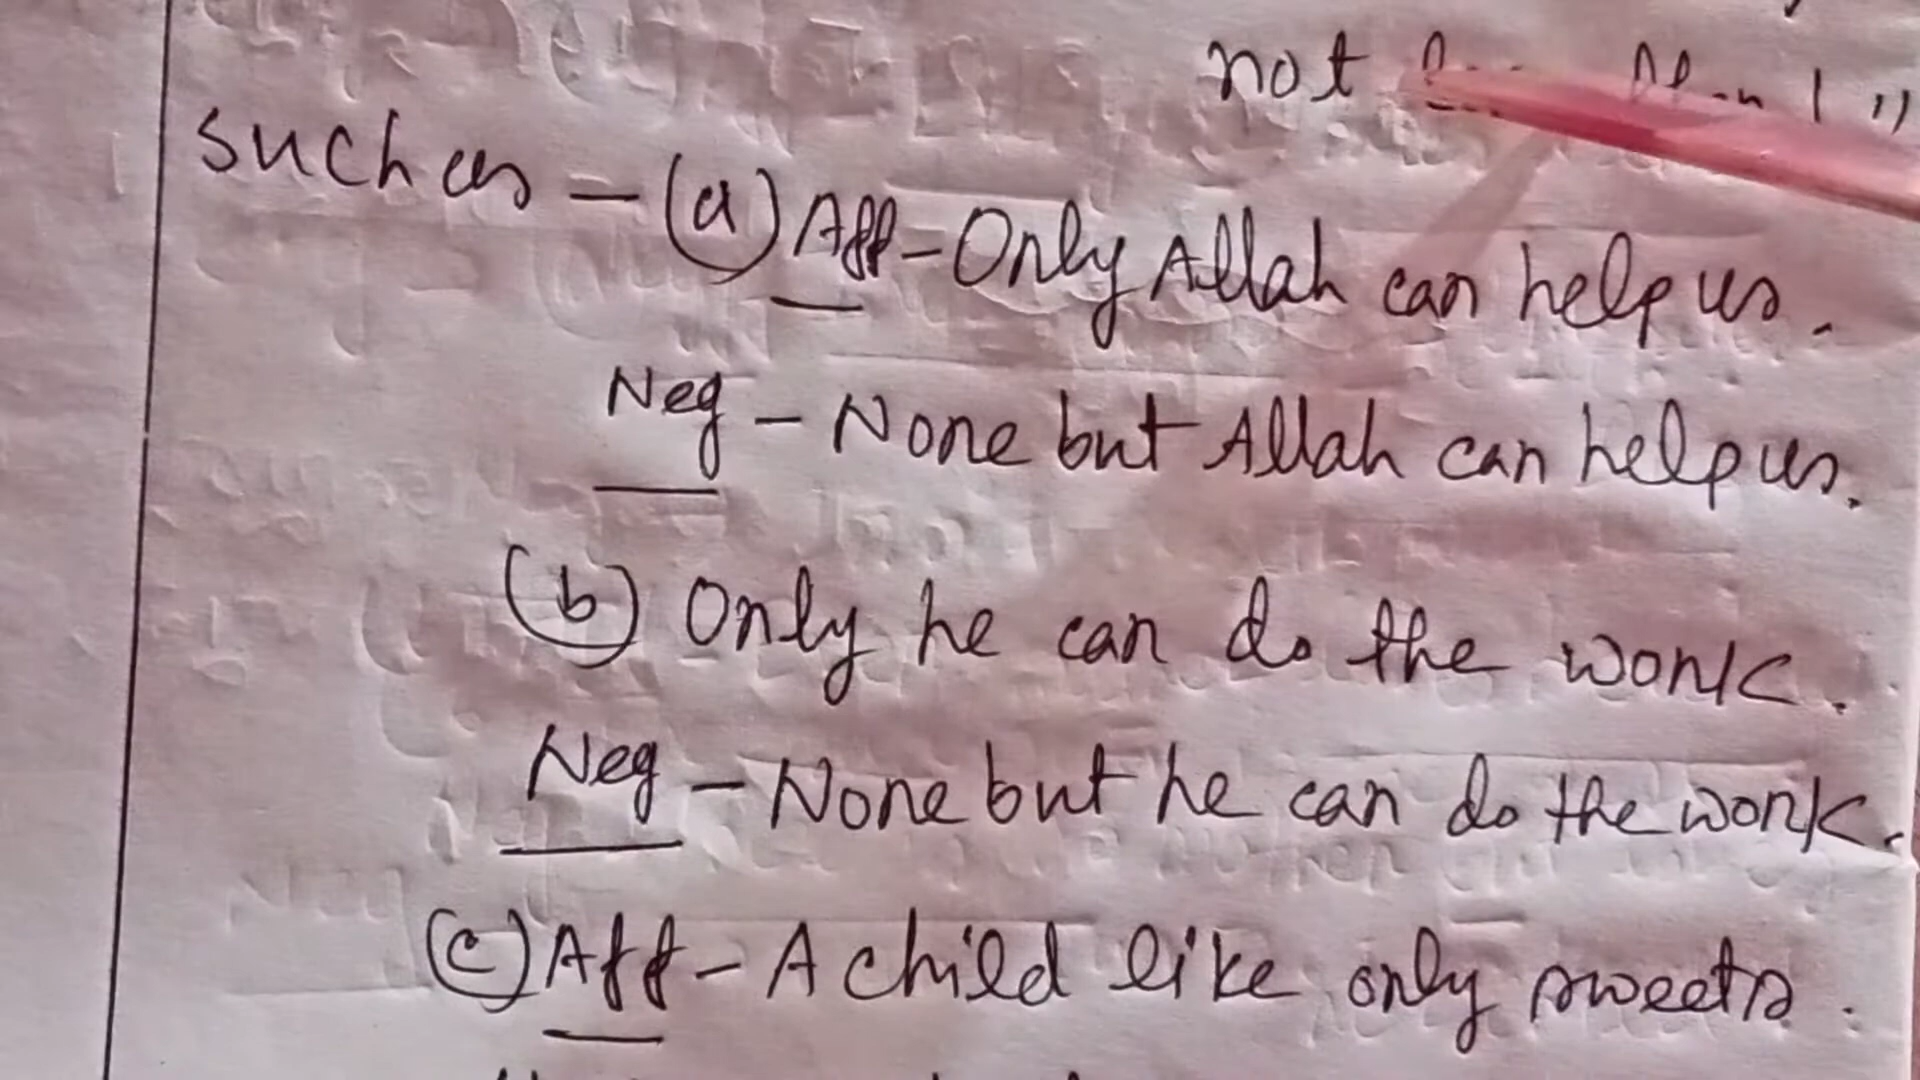 not
such as - (a) Aff - Only Allah can help us.
Neg - None but Allah can help us.
(b) Only he can do the work.
Neg - None but he can do the work.
(c) Aff - A child like only sweets.